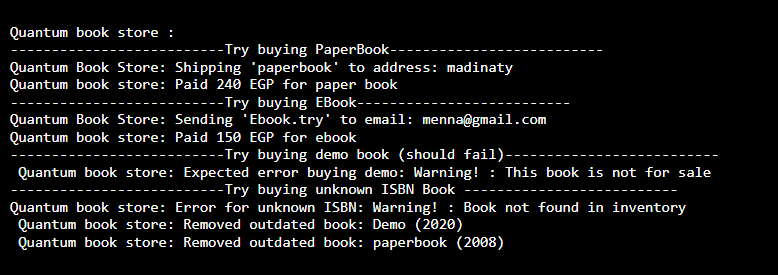 Quantum book store :
--------------------------Try buying PaperBook--------------------------
Quantum Book Store: Shipping 'paperbook' to address: madinaty
Quantum book store: Paid 240 EGP for paper book
--------------------------Try buying EBook--------------------------
Quantum Book Store: Sending 'Ebook.try' to email: menna@gmail.com
Quantum book store: Paid 150 EGP for ebook
--------------------------Try buying demo book (should fail)--------------------------
 Quantum book store: Expected error buying demo: Warning! : This book is not for sale
--------------------------Try buying unknown ISBN Book --------------------------
Quantum book store: Error for unknown ISBN: Warning! : Book not found in inventory
 Quantum book store: Removed outdated book: Demo (2020)
 Quantum book store: Removed outdated book: paperbook (2008)